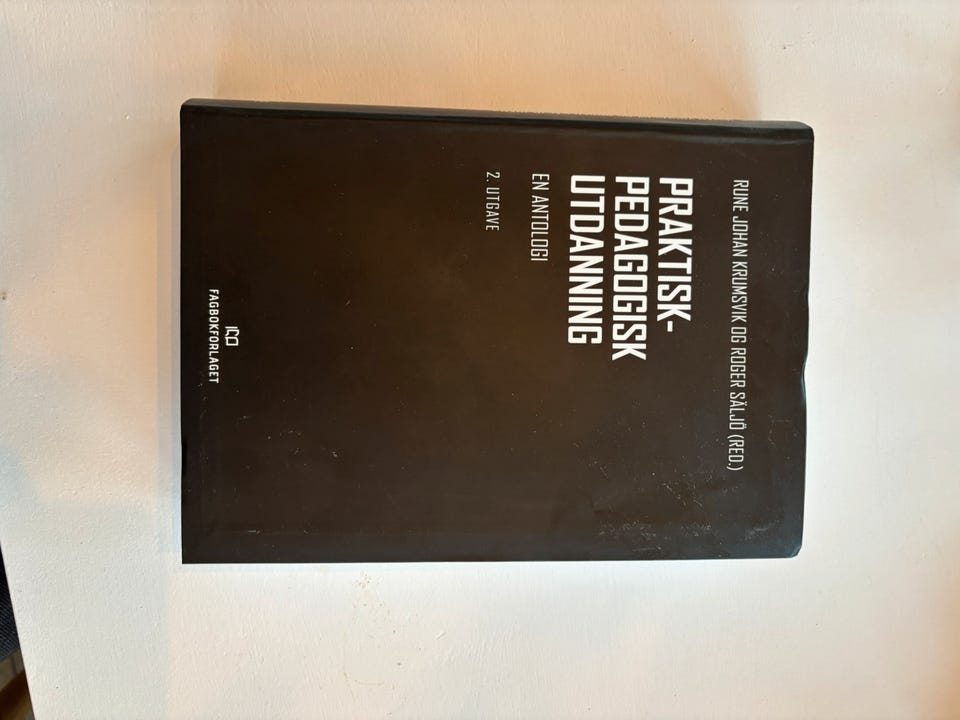 RUNE JOHAN KRUMSVIK OG ROGER SÄLJÖ (RED.)
PRAKTISK-
PEDAGOGISK
UTDANNING
EN ANTOLOGI
2. UTGAVE
FAGBOKFORLAGET